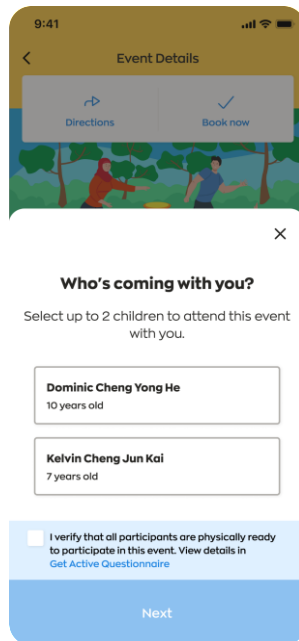 9:41
Event Details
Directions
Book now
Who's coming with you?
Select up to 2 children to attend this event
with you.
Dominic Cheng Yong He
10 years old
Kelvin Cheng Jun Kai
7 years old
I verify that all participants are physically ready
to participate in this event. View details in
Get Active Questionnaire
Next